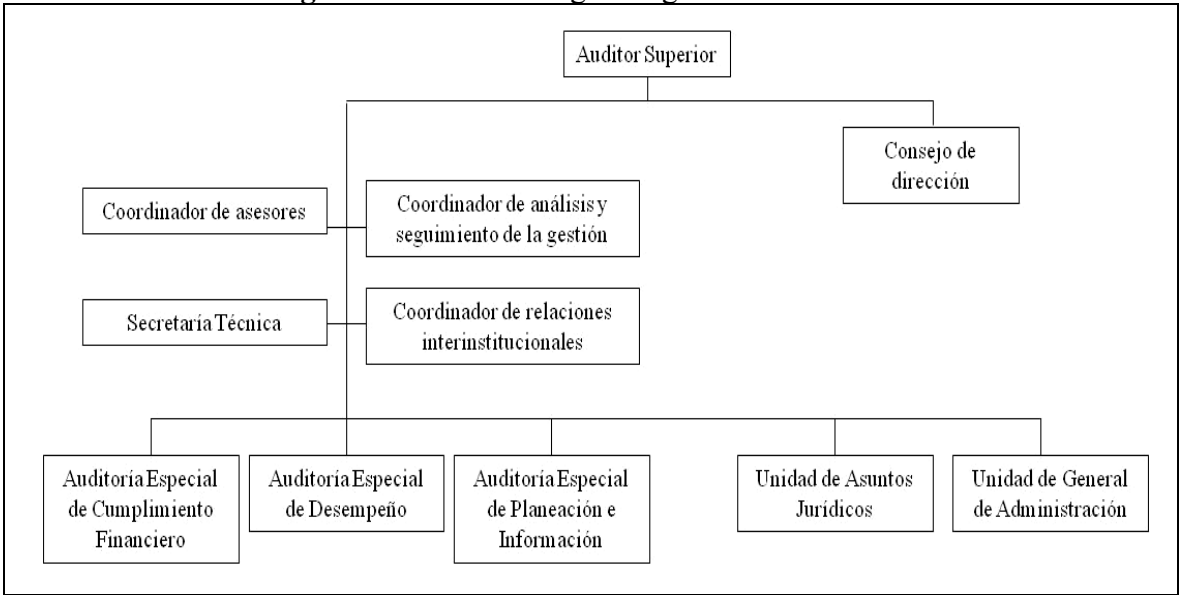 Auditor Superior
Consejo de
dirección
Coordinador de asesores
Coordinador de análisis y
seguimiento de la gestión
Secretaría Técnica
Coordinador de relaciones
interinstitucionales
Auditoría Especial
de Cumplimiento
Financiero
Auditoría Especial
de Desempeño
Auditoría Especial
de Planeación e
Información
Unidad de Asuntos
Jurídicos
Unidad de General
de Administración